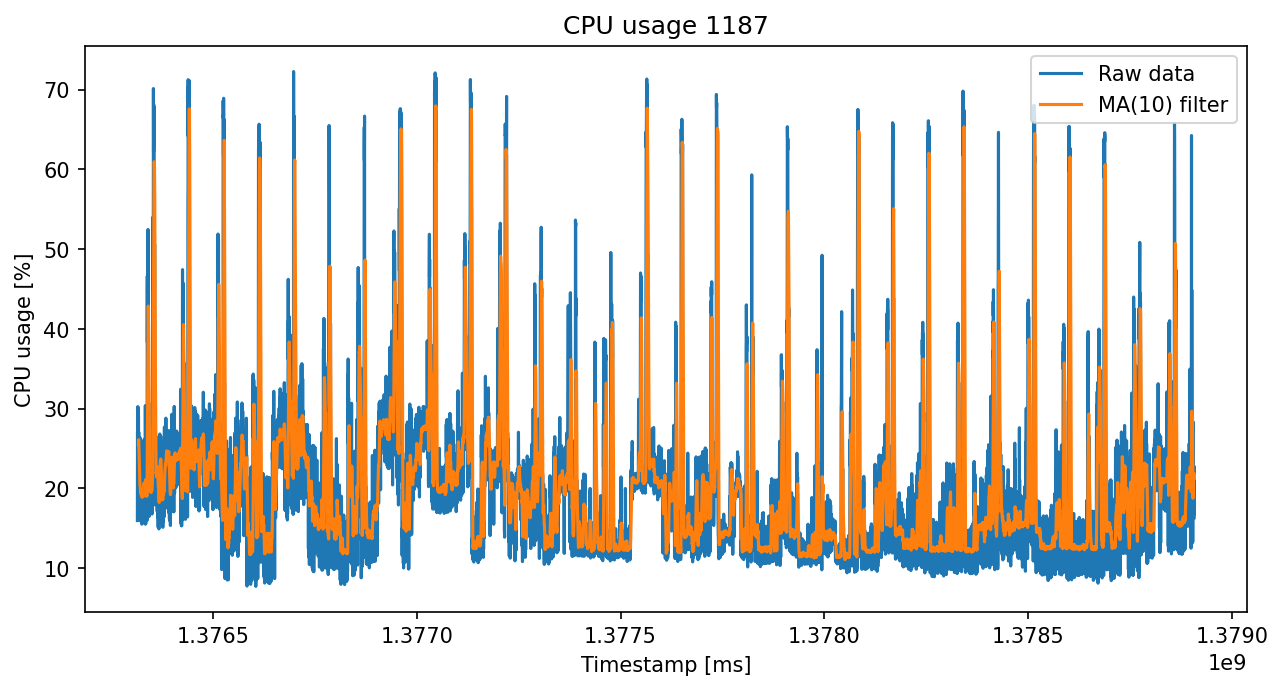 CPU usage 1187
Raw data
MA(10) filter
CPU usage [%]
70
60
50
40
30
20
10
1.3765 1.3770 1.3775 1.3780 1.3785 1.3790
1e9
Timestamp [ms]